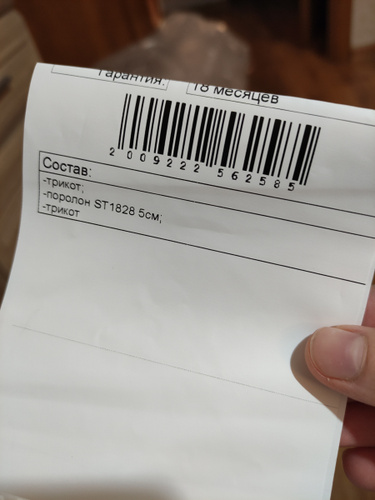 Гарантия:
18 месяцев
2 009222 562585
Состав:
-трикот;
-поролон ST1828 5см;
-трикот